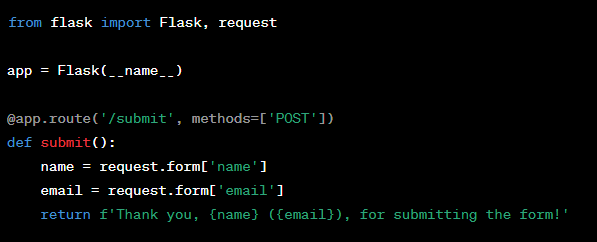 from flask import Flask, request
app = Flask(__name__)
@app.route('/submit', methods=['POST'])
def submit():
    name = request.form['name']
    email = request.form['email']
    return f'Thank you, {name} ({email}), for submitting the form!'